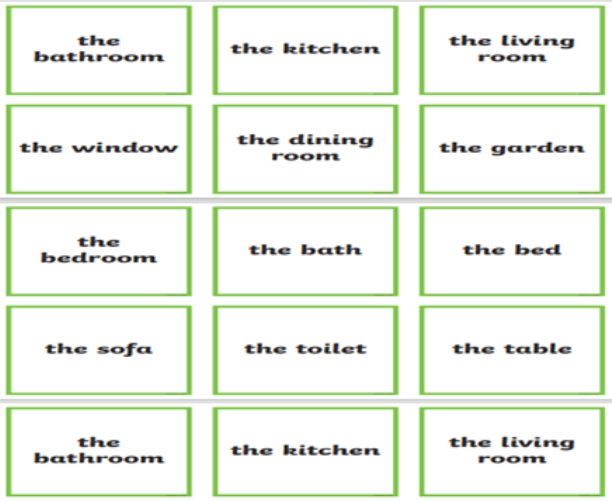 the
bathroom
the kitchen
the living
room
the window
the dining
room
the garden
the
bedroom
the bath
the bed
the sofa
the toilet
the table
the
bathroom
the kitchen
the living
room